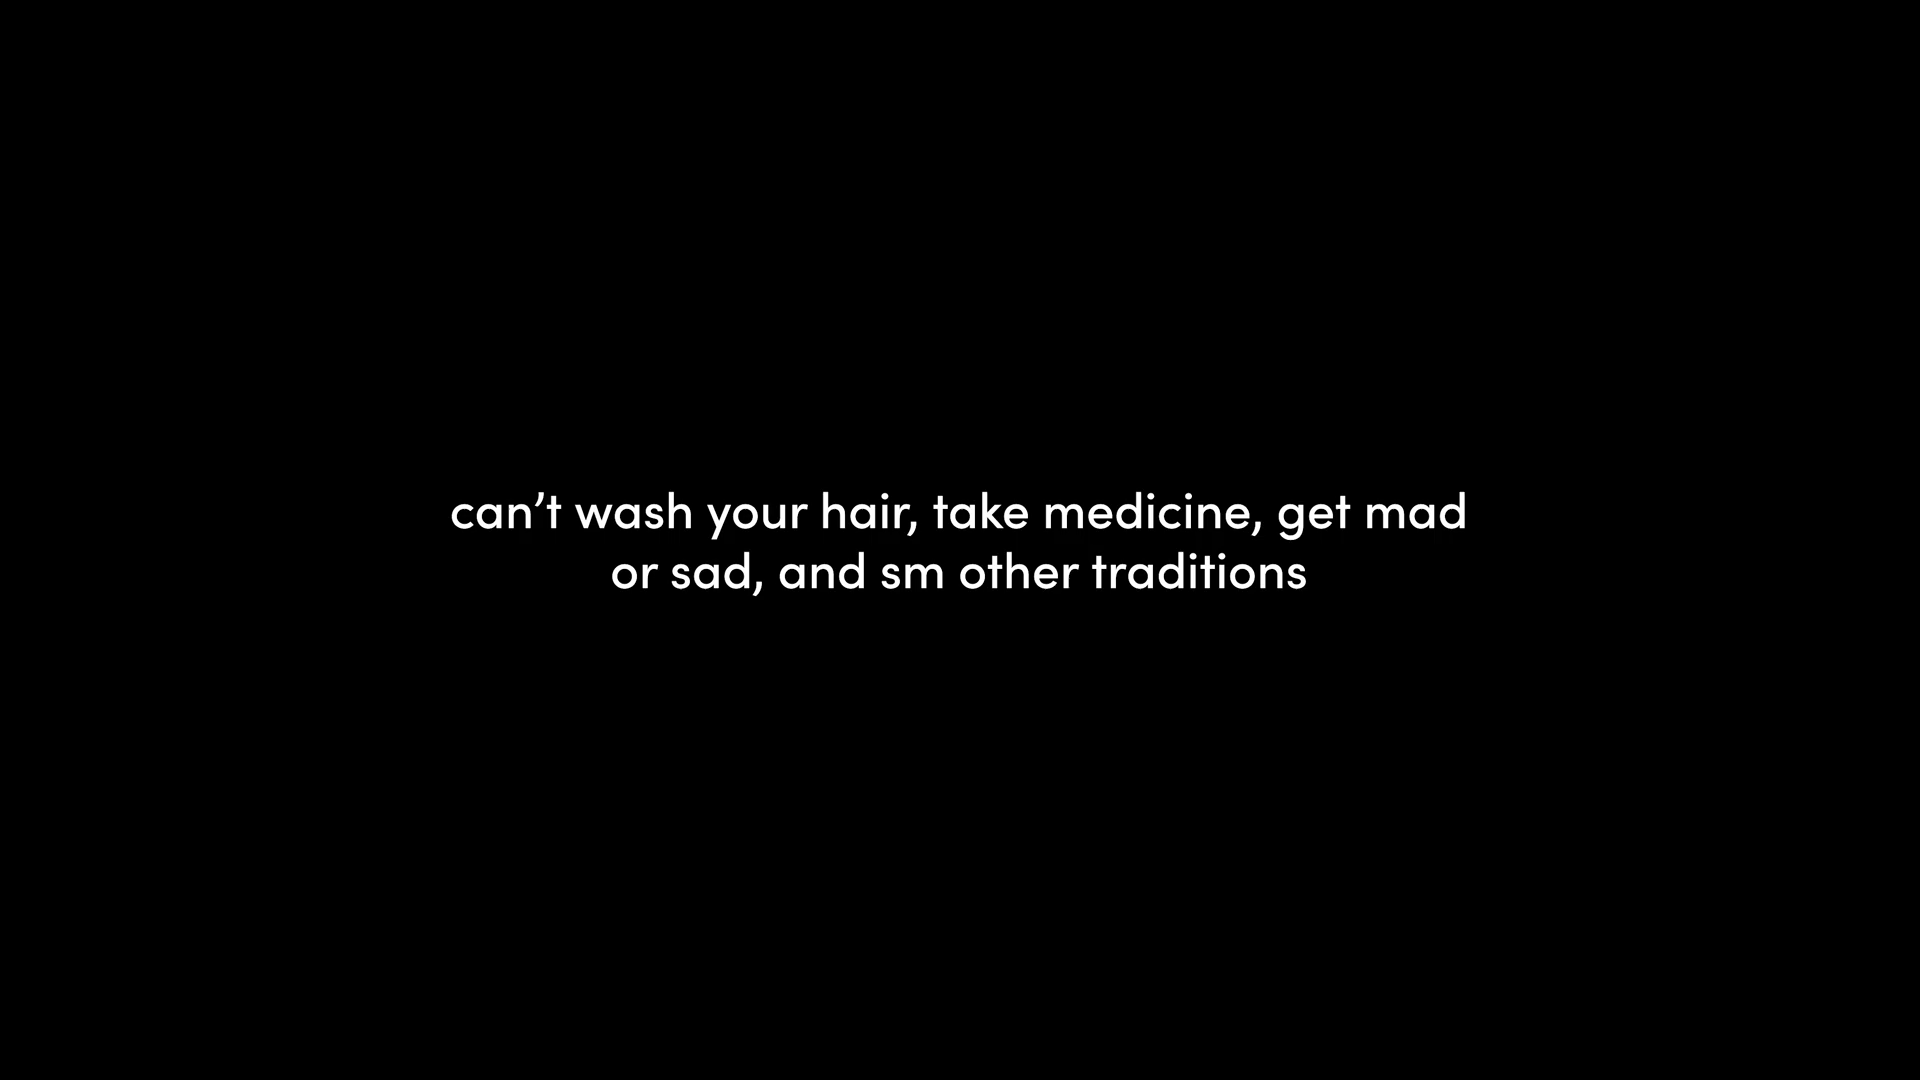 can’t wash your hair, take medicine, get mad
or sad, and sm other traditions